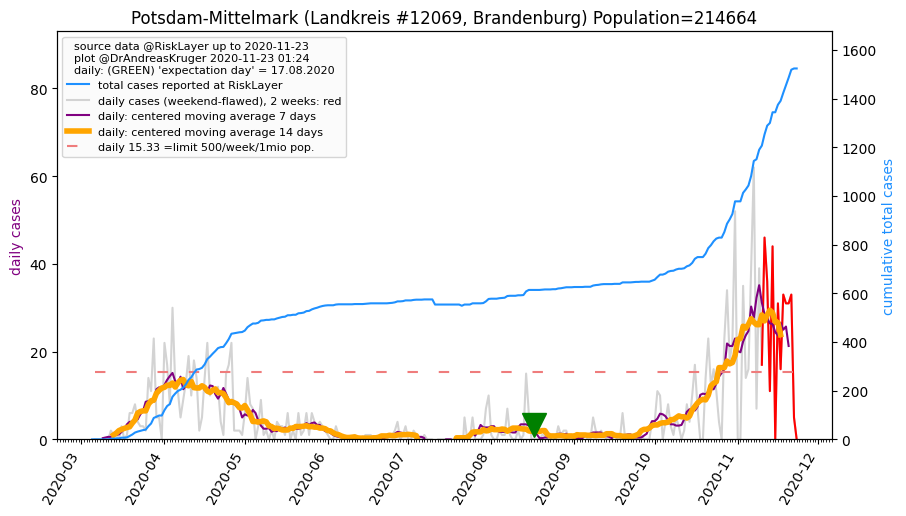 Potsdam-Mittelmark (Landkreis #12069, Brandenburg) Population=214664
source data @RiskLayer up to 2020-11-23
plot @DrAndreasKruger 2020-11-23 01:24
daily: (GREEN) 'expectation day' = 17.08.2020
total cases reported at RiskLayer
daily cases (weekend-flawed), 2 weeks: red
daily: centered moving average 7 days
daily: centered moving average 14 days
daily 15.33 =limit 500/week/1mio pop.
daily cases
0
20
40
60
80
cumulative total cases
0
200
400
600
800
1000
1200
1400
1600
2020-03
2020-04
2020-05
2020-06
2020-07
2020-08
2020-09
2020-10
2020-11
2020-12